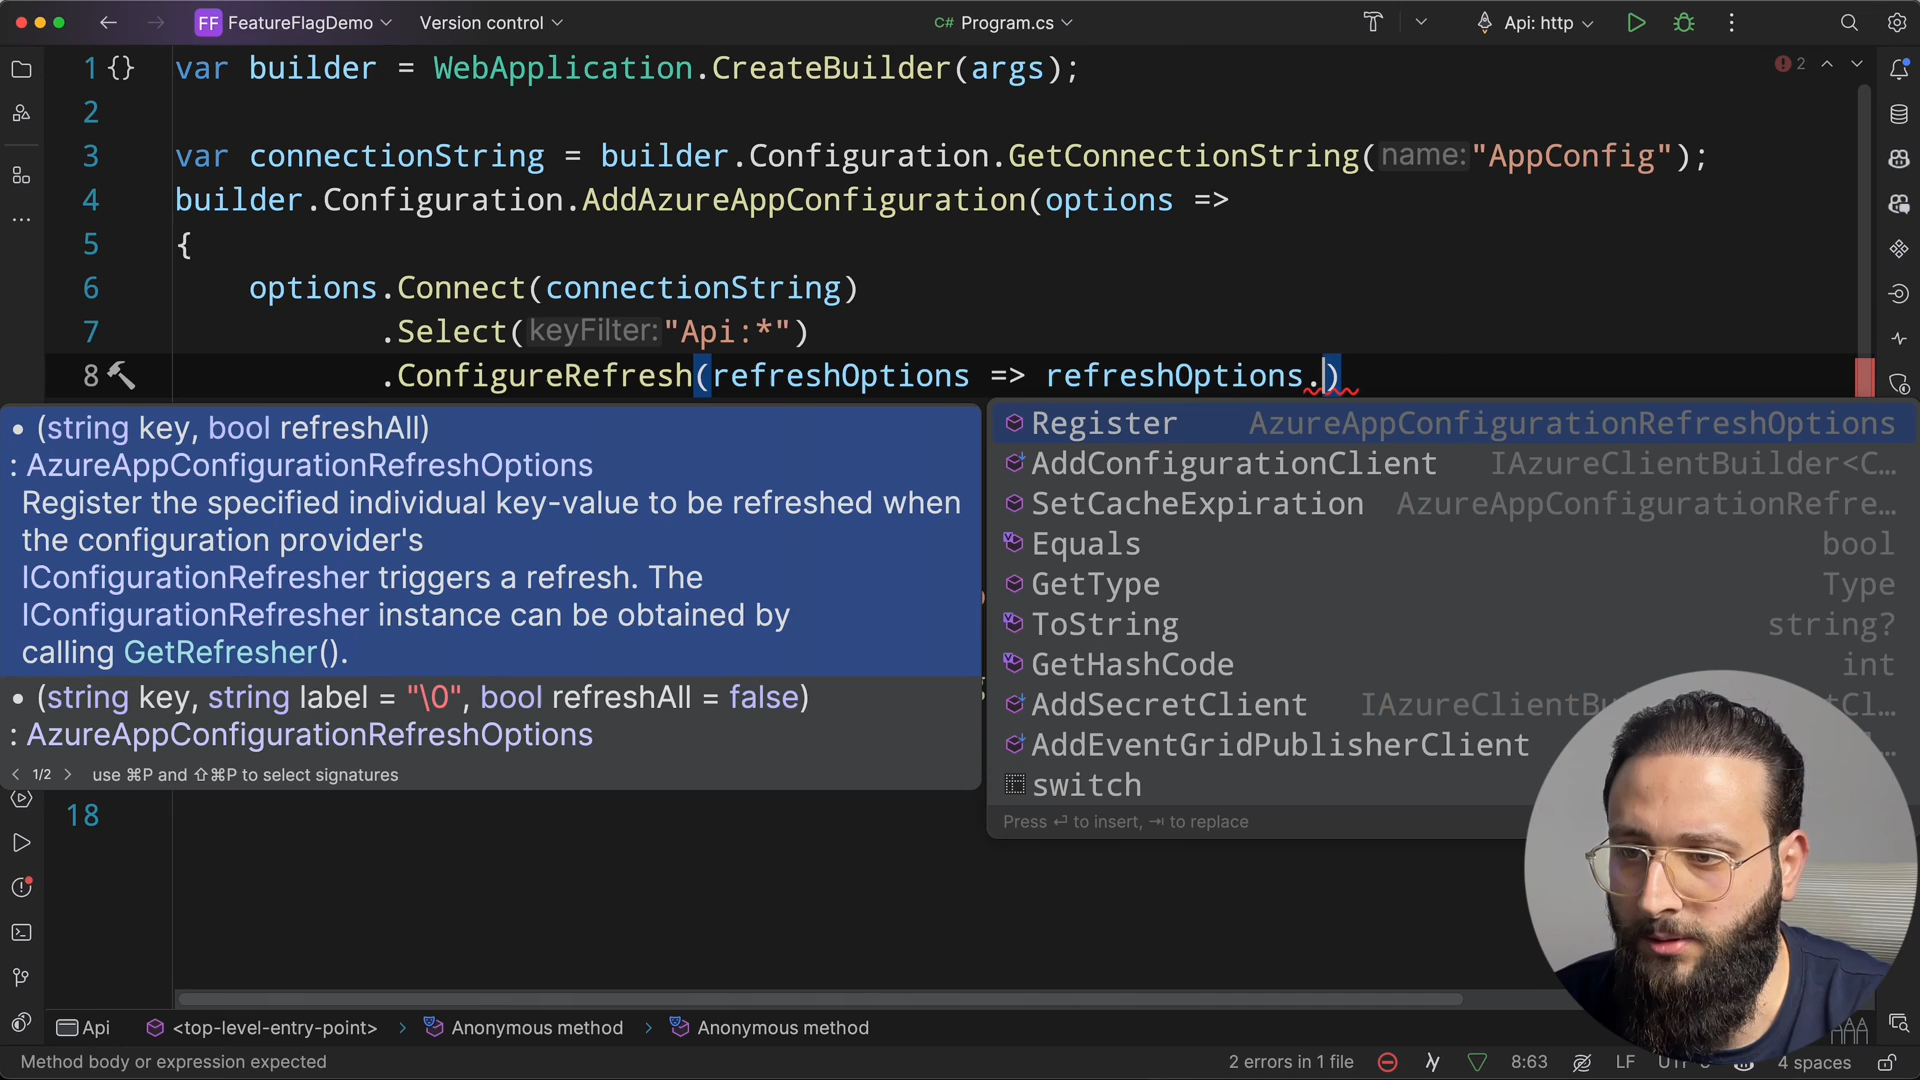 FF FeatureFlagDemo Version control C# Program.cs Api: http
1 {} var builder = WebApplication.CreateBuilder(args); 2
2
3 var connectionString = builder.Configuration.GetConnectionString(name: "AppConfig");
4 builder.Configuration.AddAzureAppConfiguration(options =>
5 {
6 options.Connect(connectionString)
7 .Select(keyFilter: "Api:*")
8 .ConfigureRefresh(refreshOptions => refreshOptions.)
• (string key, bool refreshAll)
: AzureAppConfigurationRefreshOptions
Register the specified individual key-value to be refreshed when
the configuration provider's
IConfigurationRefresher triggers a refresh. The
IConfigurationRefresher instance can be obtained by
calling GetRefresher().
• (string key, string label = "\0", bool refreshAll = false)
: AzureAppConfigurationRefreshOptions
< 1/2 > use ⌘P and ⇧⌘P to select signatures
Register AzureAppConfigurationRefreshOptions
AddConfigurationClient IAzureClientBuilder<C…
SetCacheExpiration AzureAppConfigurationRefre…
Equals bool
GetType Type
ToString string?
GetHashCode int
AddSecretClient
AddEventGridPublisherClient
switch
Press ⏎ to insert, ⇥ to replace
18
Api <top-level-entry-point> > Anonymous method > Anonymous method
Method body or expression expected 2 errors in 1 file 8:63 LF 4 spaces